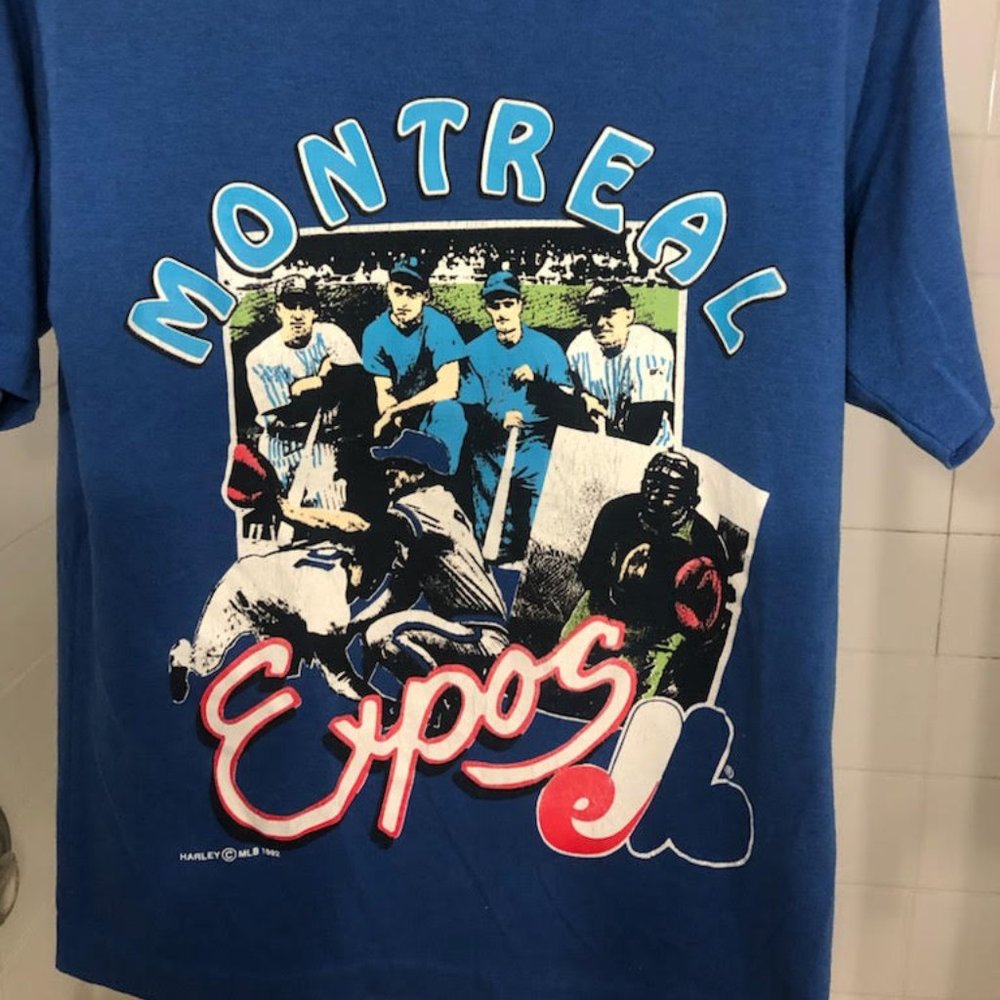 MONTREAL
Expos
®
HARLEY © MLB 1992